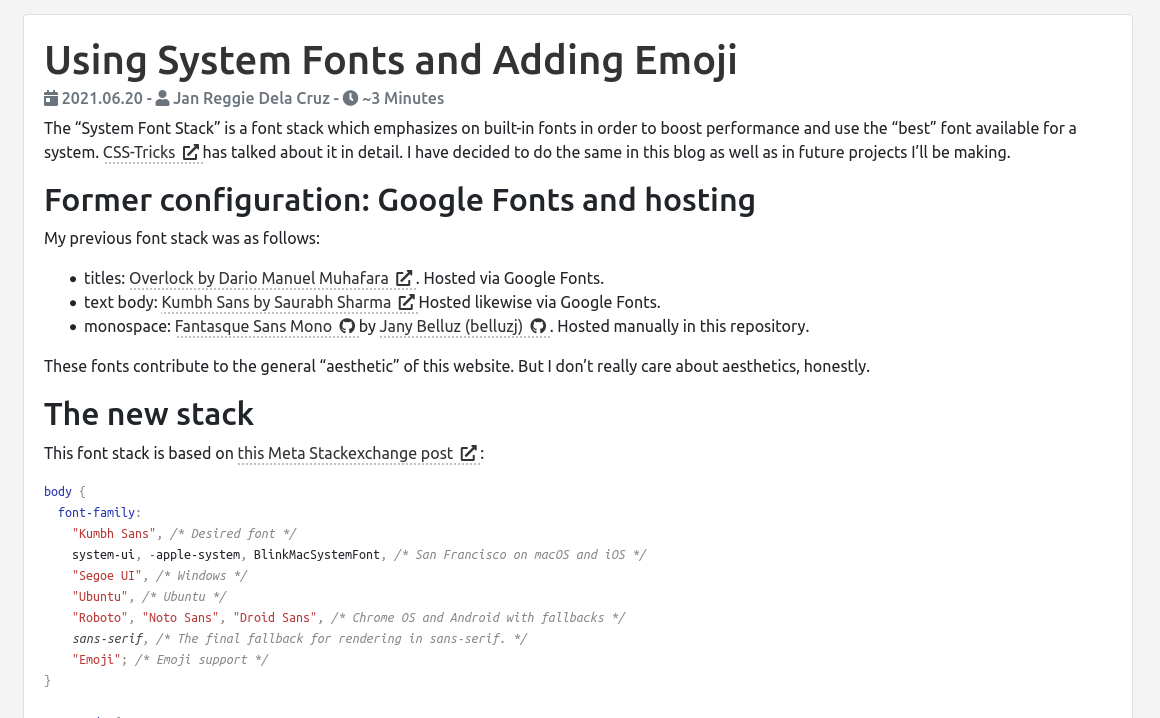 Using System Fonts and Adding Emoji
2021.06.20 - Jan Reggie Dela Cruz - ~3 Minutes
The “System Font Stack” is a font stack which emphasizes on built-in fonts in order to boost performance and use the “best” font available for a
system. CSS-Tricks has talked about it in detail. I have decided to do the same in this blog as well as in future projects I’ll be making.
Former configuration: Google Fonts and hosting
My previous font stack was as follows:
• titles: Overlock by Dario Manuel Muhafara . Hosted via Google Fonts.
• text body: Kumbh Sans by Saurabh Sharma Hosted likewise via Google Fonts.
• monospace: Fantasque Sans Mono by Jany Belluz (belluzj) . Hosted manually in this repository.
These fonts contribute to the general “aesthetic” of this website. But I don’t really care about aesthetics, honestly.
The new stack
This font stack is based on this Meta Stackexchange post :
body {
  font-family:
    "Kumbh Sans", /* Desired font */
    system-ui, -apple-system, BlinkMacSystemFont, /* San Francisco on macOS and iOS */
    "Segoe UI", /* Windows */
    "Ubuntu", /* Ubuntu */
    "Roboto", "Noto Sans", "Droid Sans", /* Chrome OS and Android with fallbacks */
    sans-serif, /* The final fallback for rendering in sans-serif. */
    "Emoji"; /* Emoji support */
}